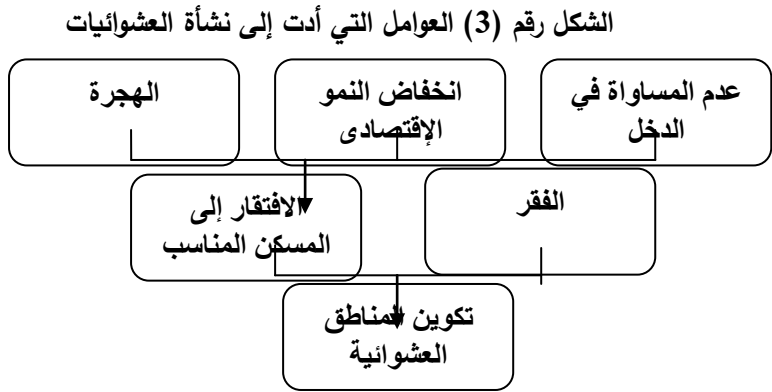 الشكل رقم (3) العوامل التي أدت إلى نشأة العشوائيات
عدم المساواة في
الدخل
انخفاض النمو
الإقتصادى
الهجرة
الفقر
الافتقار إلى
المسكن المناسب
تكوين المناطق
العشوائية